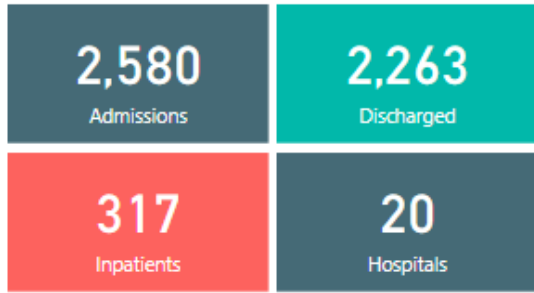 2,580
Admissions
2,263
Discharged
317
Inpatients
20
Hospitals